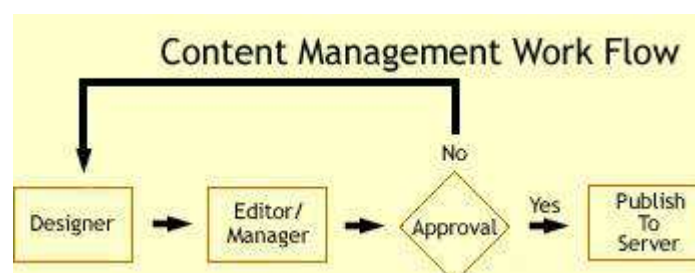 Content Management Work Flow
No
Designer
Editor/
Manager
Approval
Yes
Publish
To
Server